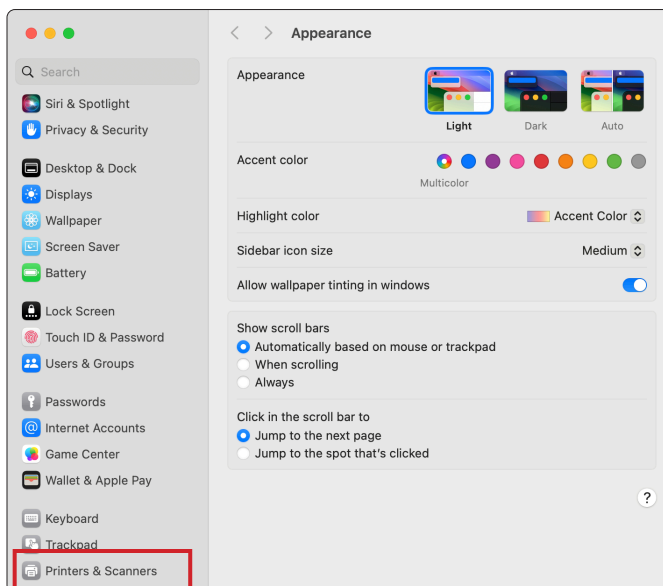 Appearance
Search
Siri & Spotlight
Privacy & Security
Desktop & Dock
Displays
Wallpaper
Screen Saver
Battery
Lock Screen
Touch ID & Password
Users & Groups
Passwords
Internet Accounts
Game Center
Wallet & Apple Pay
Keyboard
Trackpad
Printers & Scanners
Appearance
Light Dark Auto
Accent color
Multicolor
Highlight color Accent Color
Sidebar icon size Medium
Allow wallpaper tinting in windows
Show scroll bars
Automatically based on mouse or trackpad
When scrolling
Always
Click in the scroll bar to
Jump to the next page
Jump to the spot that's clicked
?